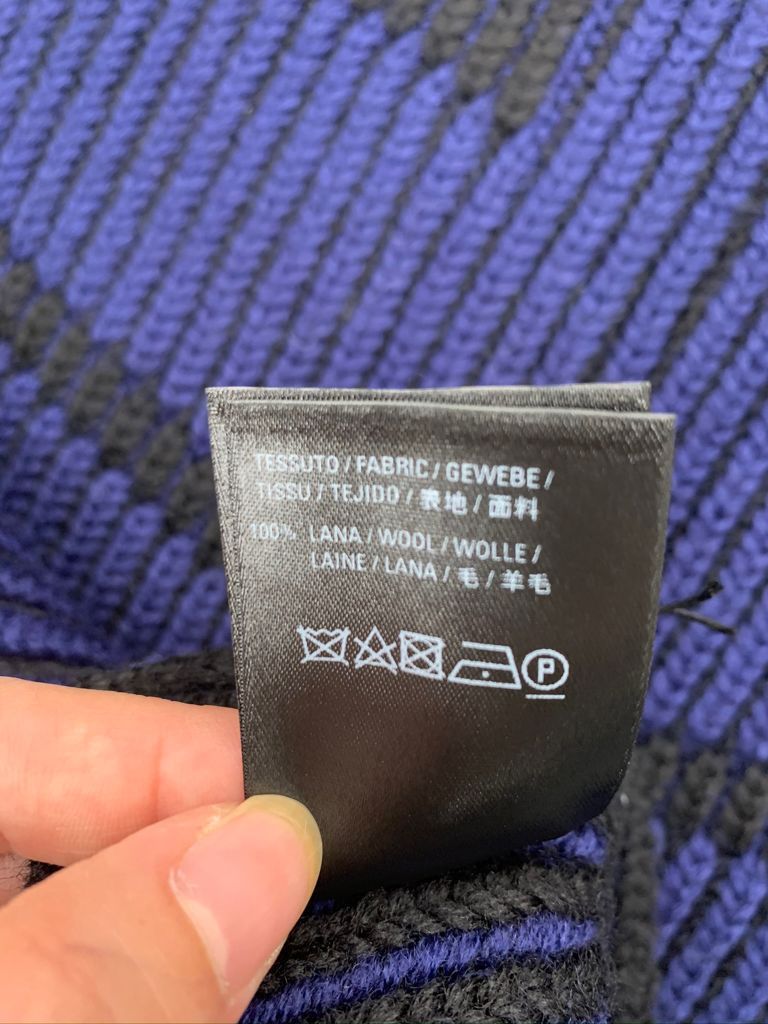 TESSUTO / FABRIC / GEWEBE /
TISSU / TEJIDO / 表地 / 面料
100% LANA / WOOL / WOLLE /
LAINE / LANA / 毛 / 羊毛
P